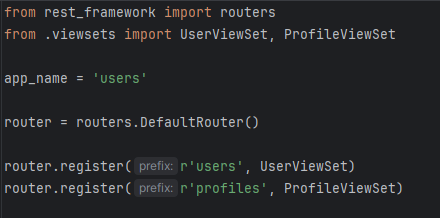 from rest_framework import routers
from .viewsets import UserViewSet, ProfileViewSet
app_name = 'users'
router = routers.DefaultRouter()
router.register( prefix: r'users', UserViewSet)
router.register( prefix: r'profiles', ProfileViewSet)